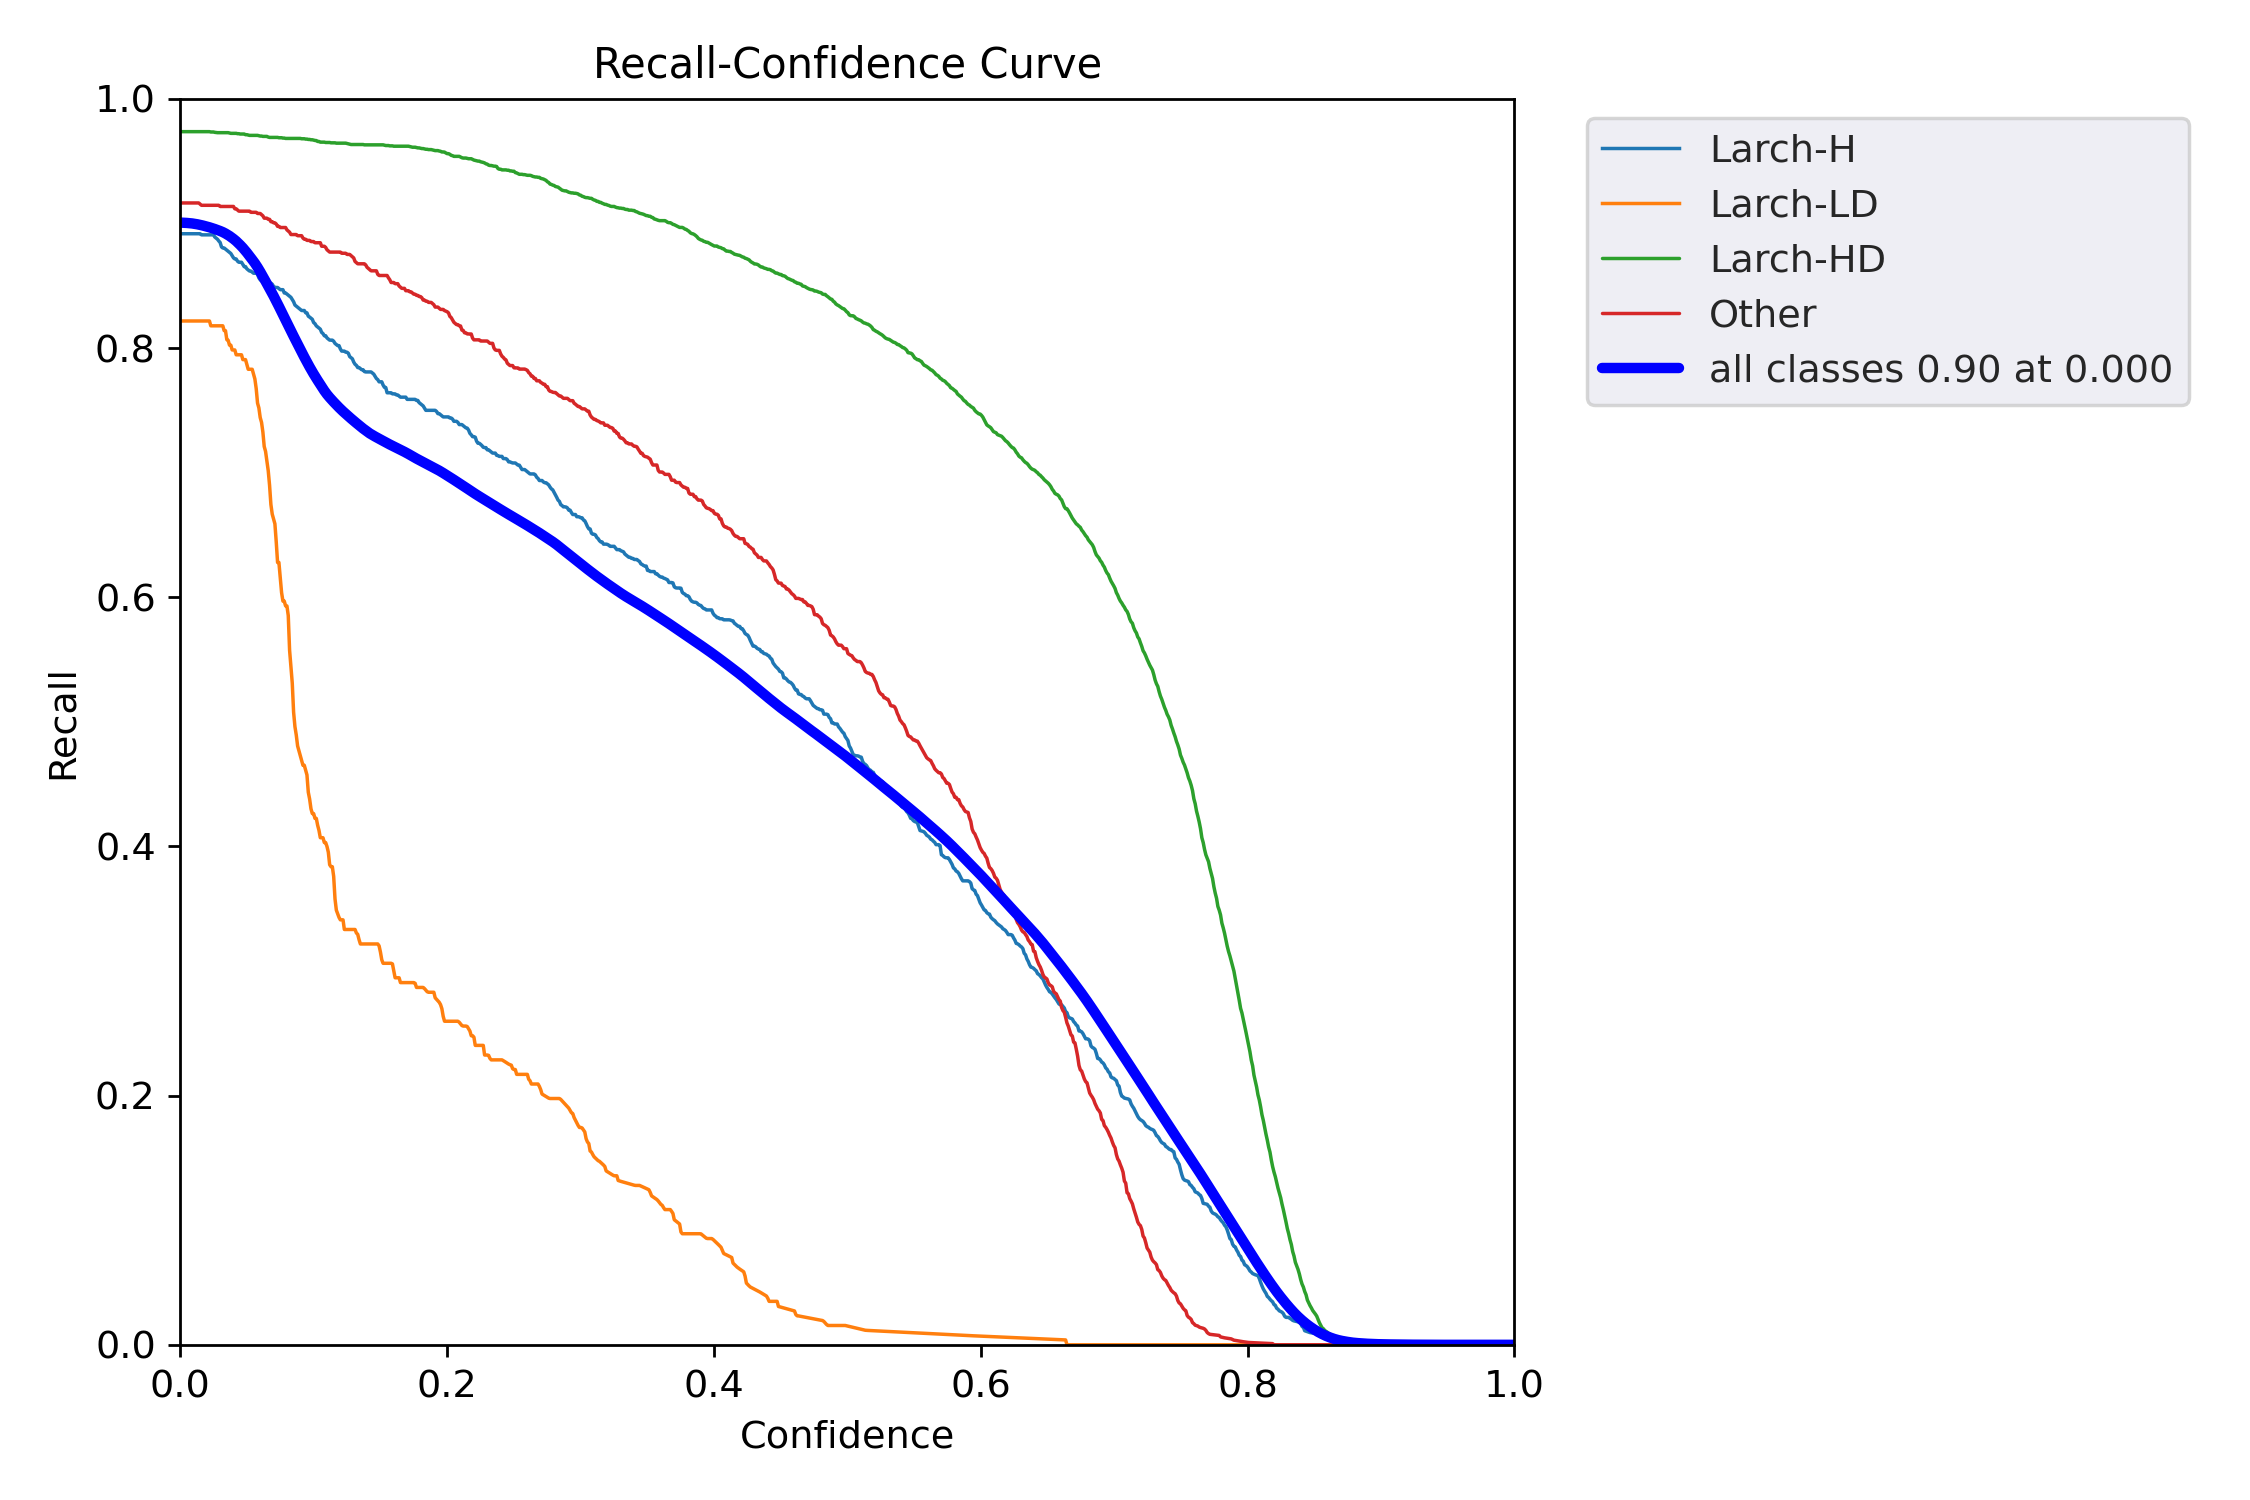 Recall-Confidence Curve
1.0
0.8
0.6
0.4
0.2
0.0
Recall
0.0 0.2 0.4 0.6 0.8 1.0
Confidence
Larch-H
Larch-LD
Larch-HD
Other
all classes 0.90 at 0.000